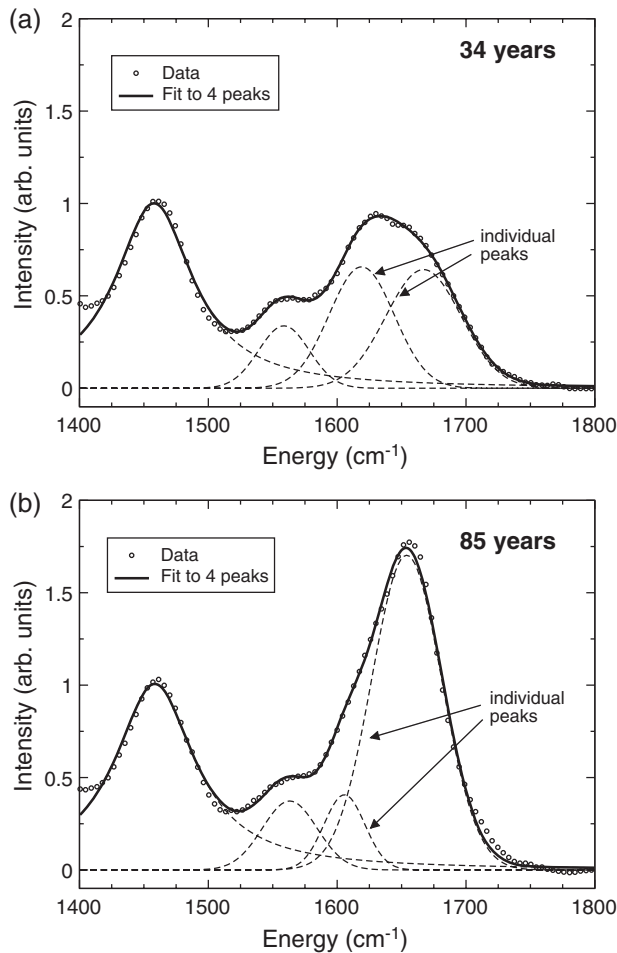 (a)
2
34 years
Data
Fit to 4 peaks
1.5
Intensity (arb. units)
1
individual
peaks
0.5
0
1400 1500 1600 1700 1800
Energy (cm⁻¹)
(b)
2
85 years
Data
Fit to 4 peaks
1.5
Intensity (arb. units)
1
individual
peaks
0.5
0
1400 1500 1600 1700 1800
Energy (cm⁻¹)